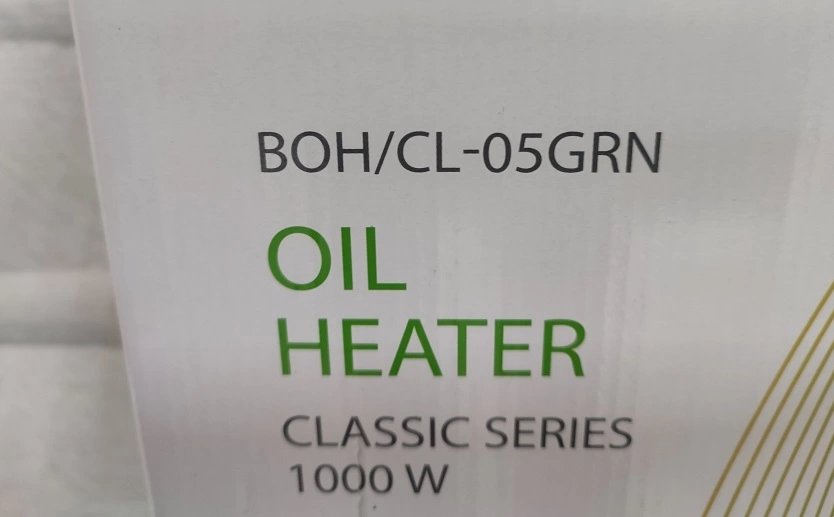 BOH/CL-05GRN
OIL
HEATER
CLASSIC SERIES
1000 W